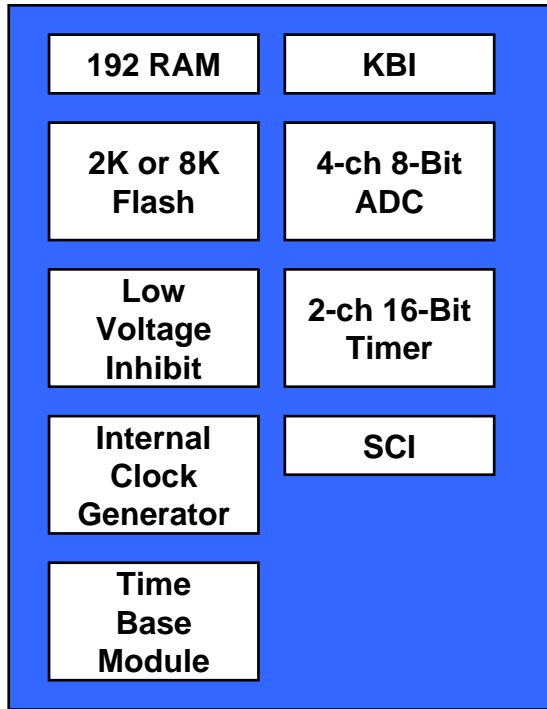 192 RAM
KBI
2K or 8K
Flash
4-ch 8-Bit
ADC
Low
Voltage
Inhibit
2-ch 16-Bit
Timer
Internal
Clock
Generator
SCI
Time
Base
Module